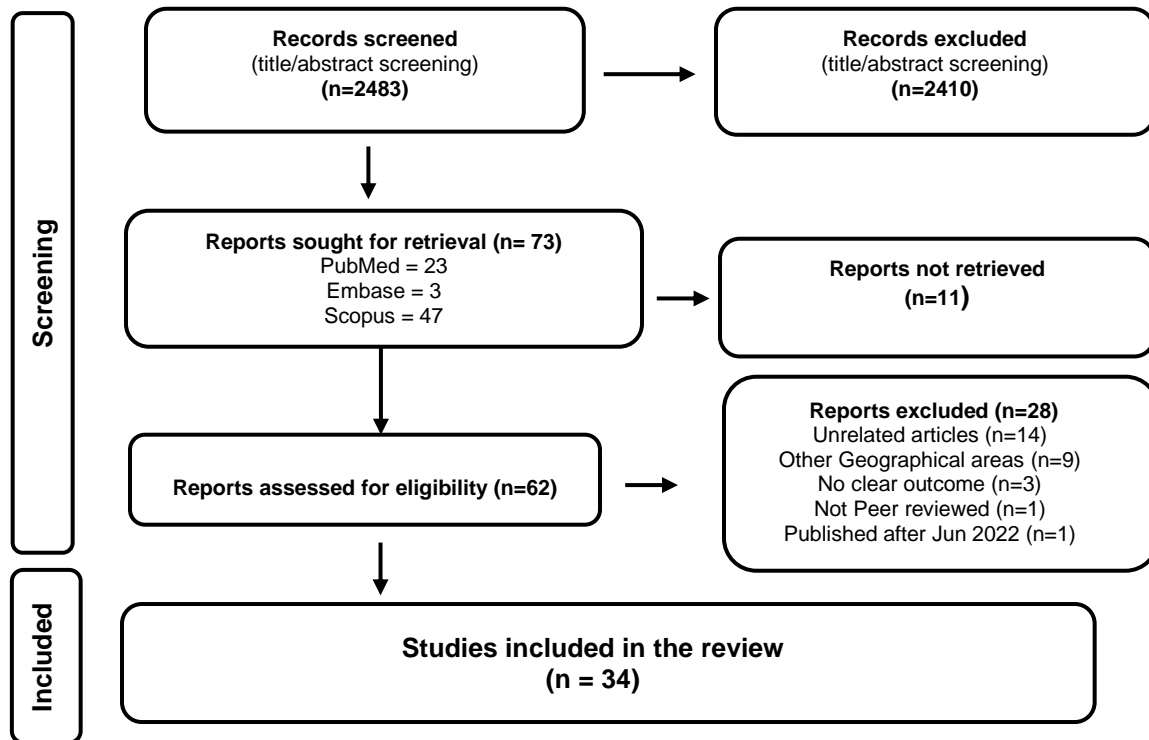 Screening
Records screened
(title/abstract screening)
(n=2483)
Records excluded
(title/abstract screening)
(n=2410)
Reports sought for retrieval (n= 73)
PubMed = 23
Embase = 3
Scopus = 47
Reports not retrieved
(n=11)
Reports assessed for eligibility (n=62)
Reports excluded (n=28)
Unrelated articles (n=14)
Other Geographical areas (n=9)
No clear outcome (n=3)
Not Peer reviewed (n=1)
Published after Jun 2022 (n=1)
Included
Studies included in the review
(n = 34)